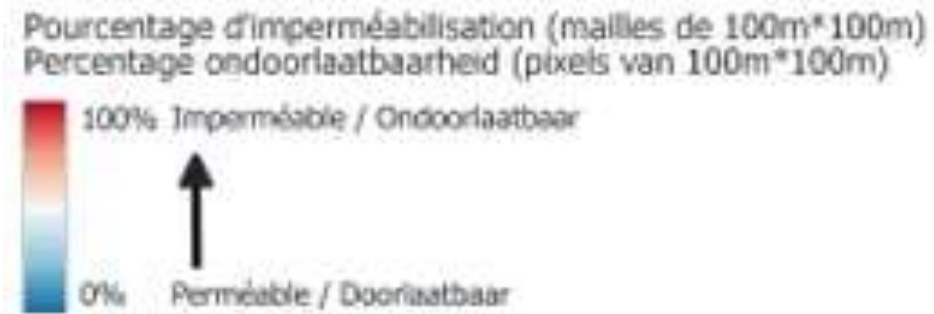 Pourcentage d'imperméabilisation (mailles de 100m*100m)
Percentage ondoorlaatbaarheid (pixels van 100m*100m)
100% Imperméable / Ondoorlaatbaar
0% Perméable / Doorlaatbaar